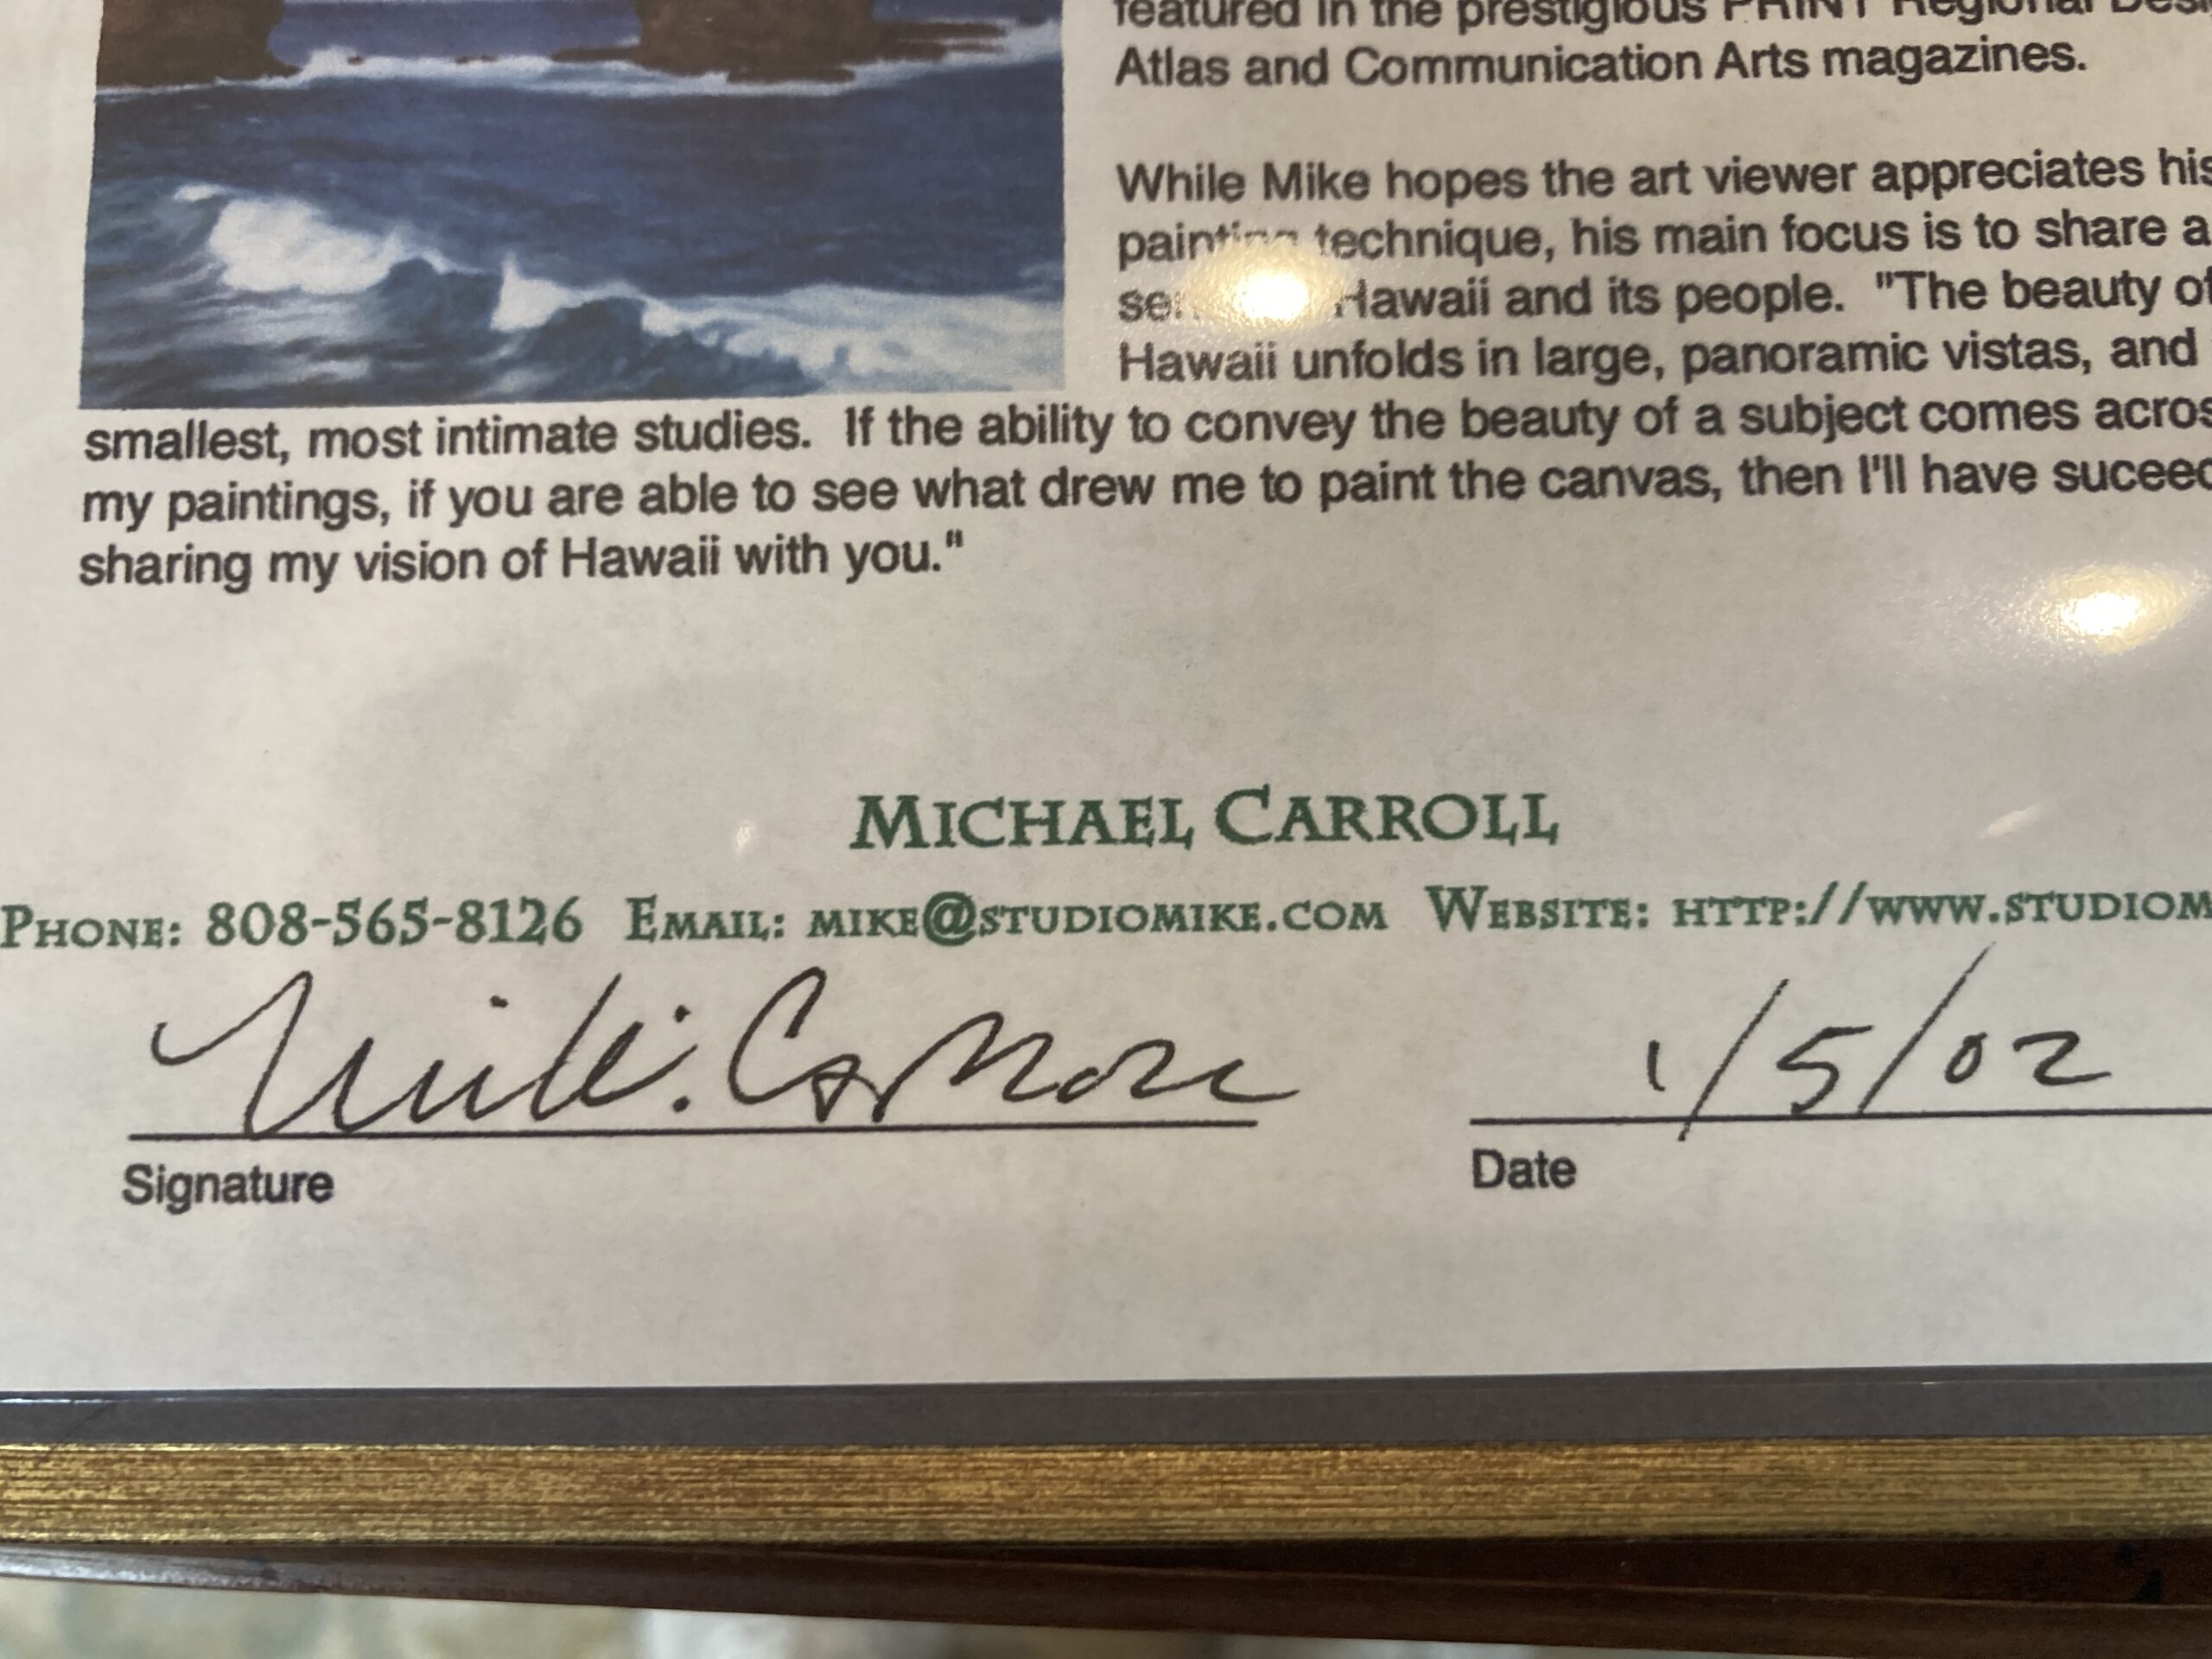 featured in the prestigious PRINT Regional
Atlas and Communication Arts magazines.
While Mike hopes the art viewer appreciates his
technique, his main focus is to share a
Hawaii and its people. "The beauty of
Hawaii unfolds in large, panoramic vistas, and
smallest, most intimate studies. If the ability to convey the beauty of a subject comes
my paintings, if you are able to see what drew me to paint the canvas, then I'll have
sharing my vision of Hawaii with you."
MICHAEL CARROLL
PHONE: 808-565-8126 EMAIL: MIKE@STUDIOMIKE.COM WEBSITE: HTTP://WWW.STUDIOM
Mike Carroll 1/5/02
Signature Date